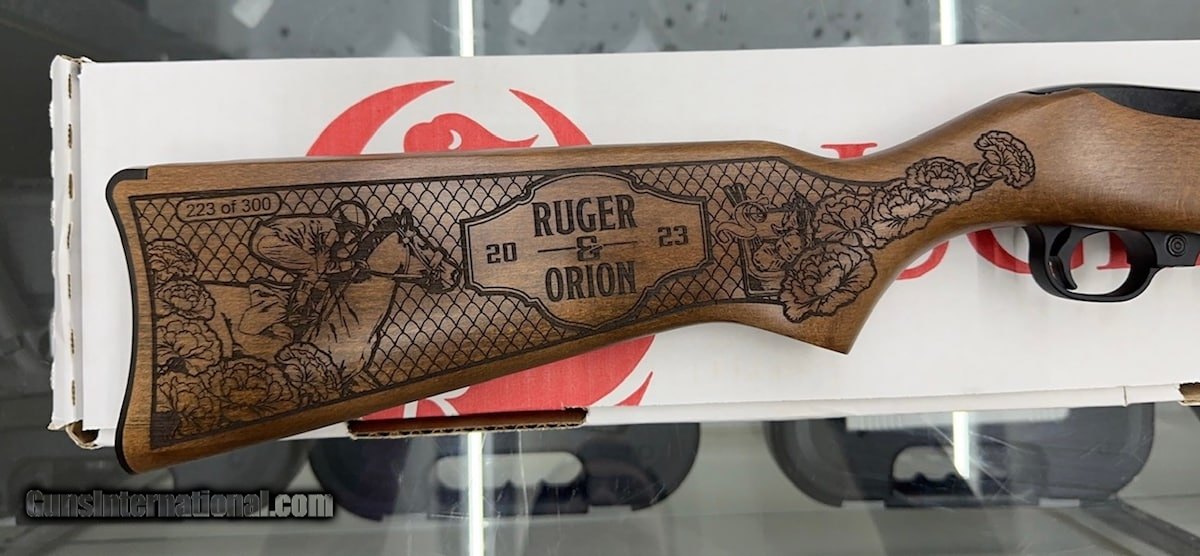 223 of 300
RUGER
20 & 23
ORION
R
GunsInternational.com